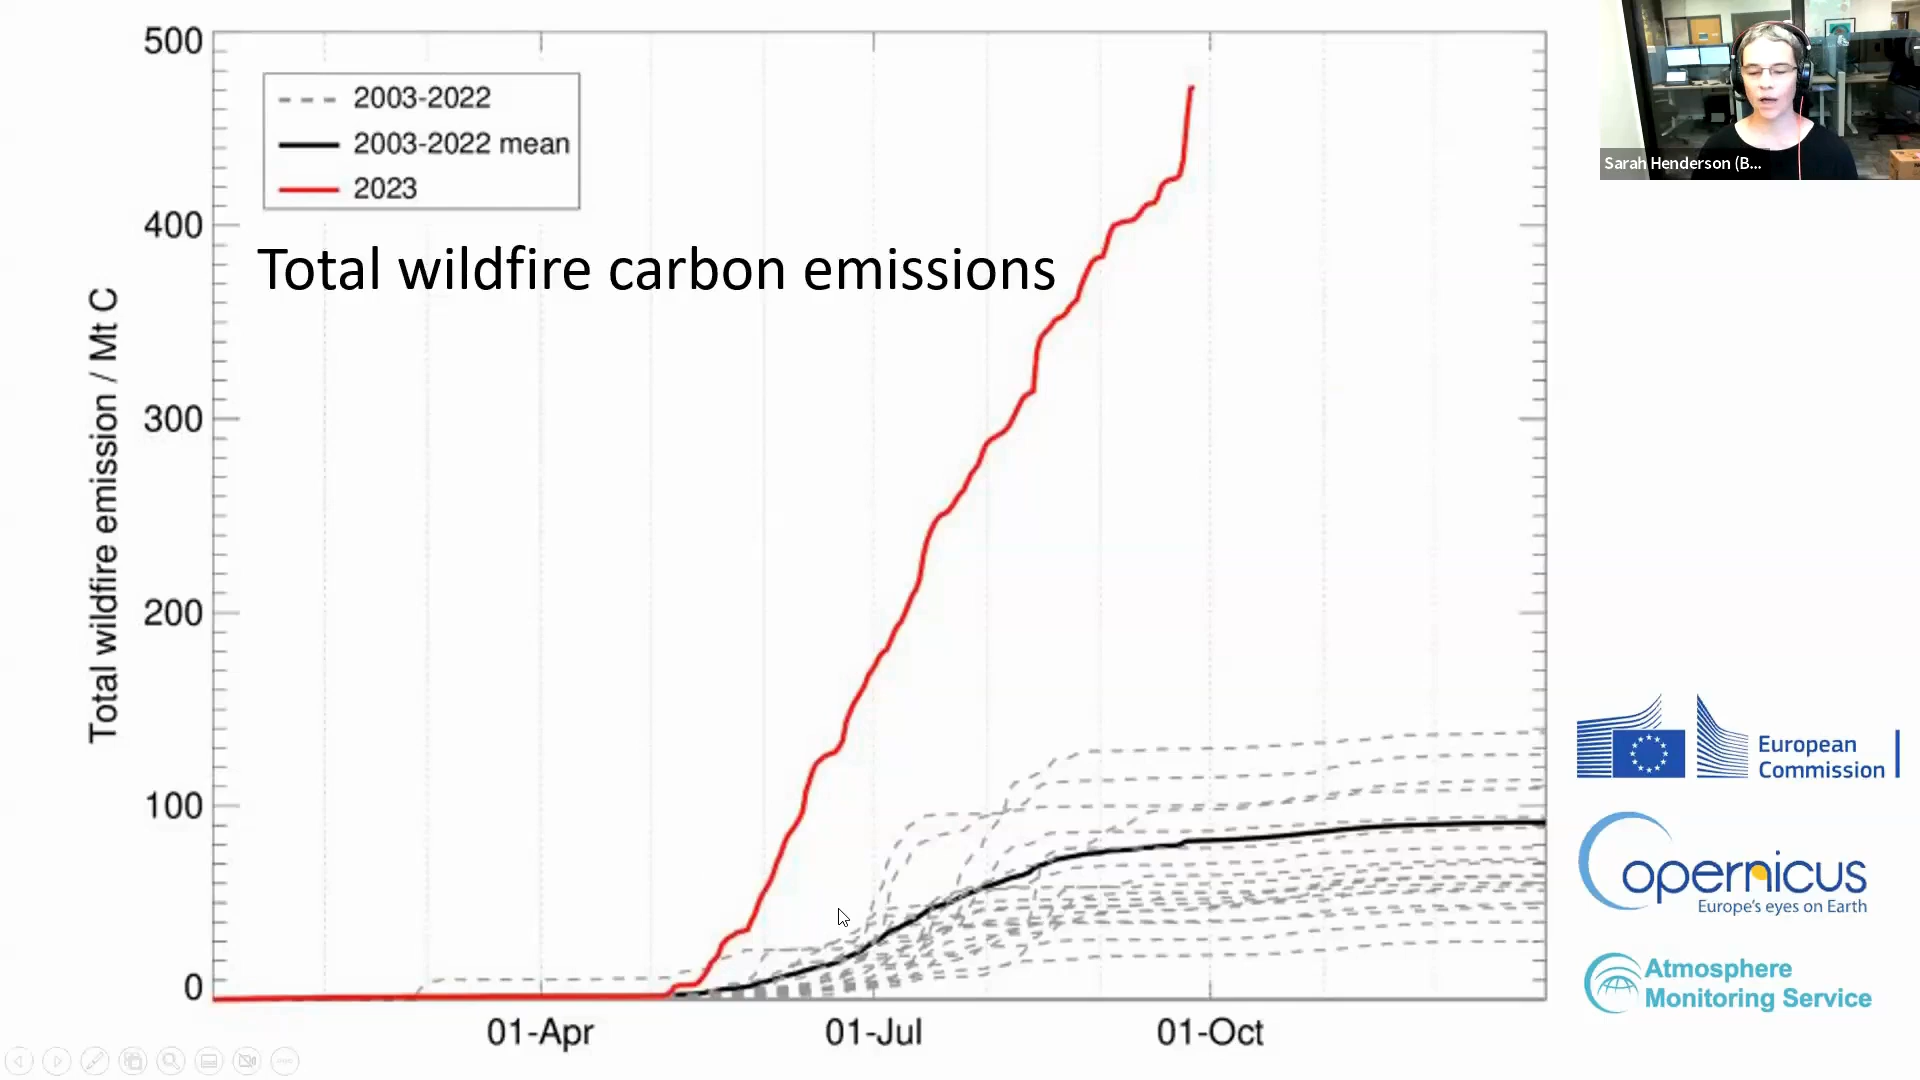 500
400
300
200
100
0
Total wildfire emission / Mt C
2003-2022
2003-2022 mean
2023
Total wildfire carbon emissions
01-Apr
01-Jul
01-Oct
Sarah Henderson (B...
European
Commission
Copernicus
Europe's eyes on Earth
Atmosphere
Monitoring Service